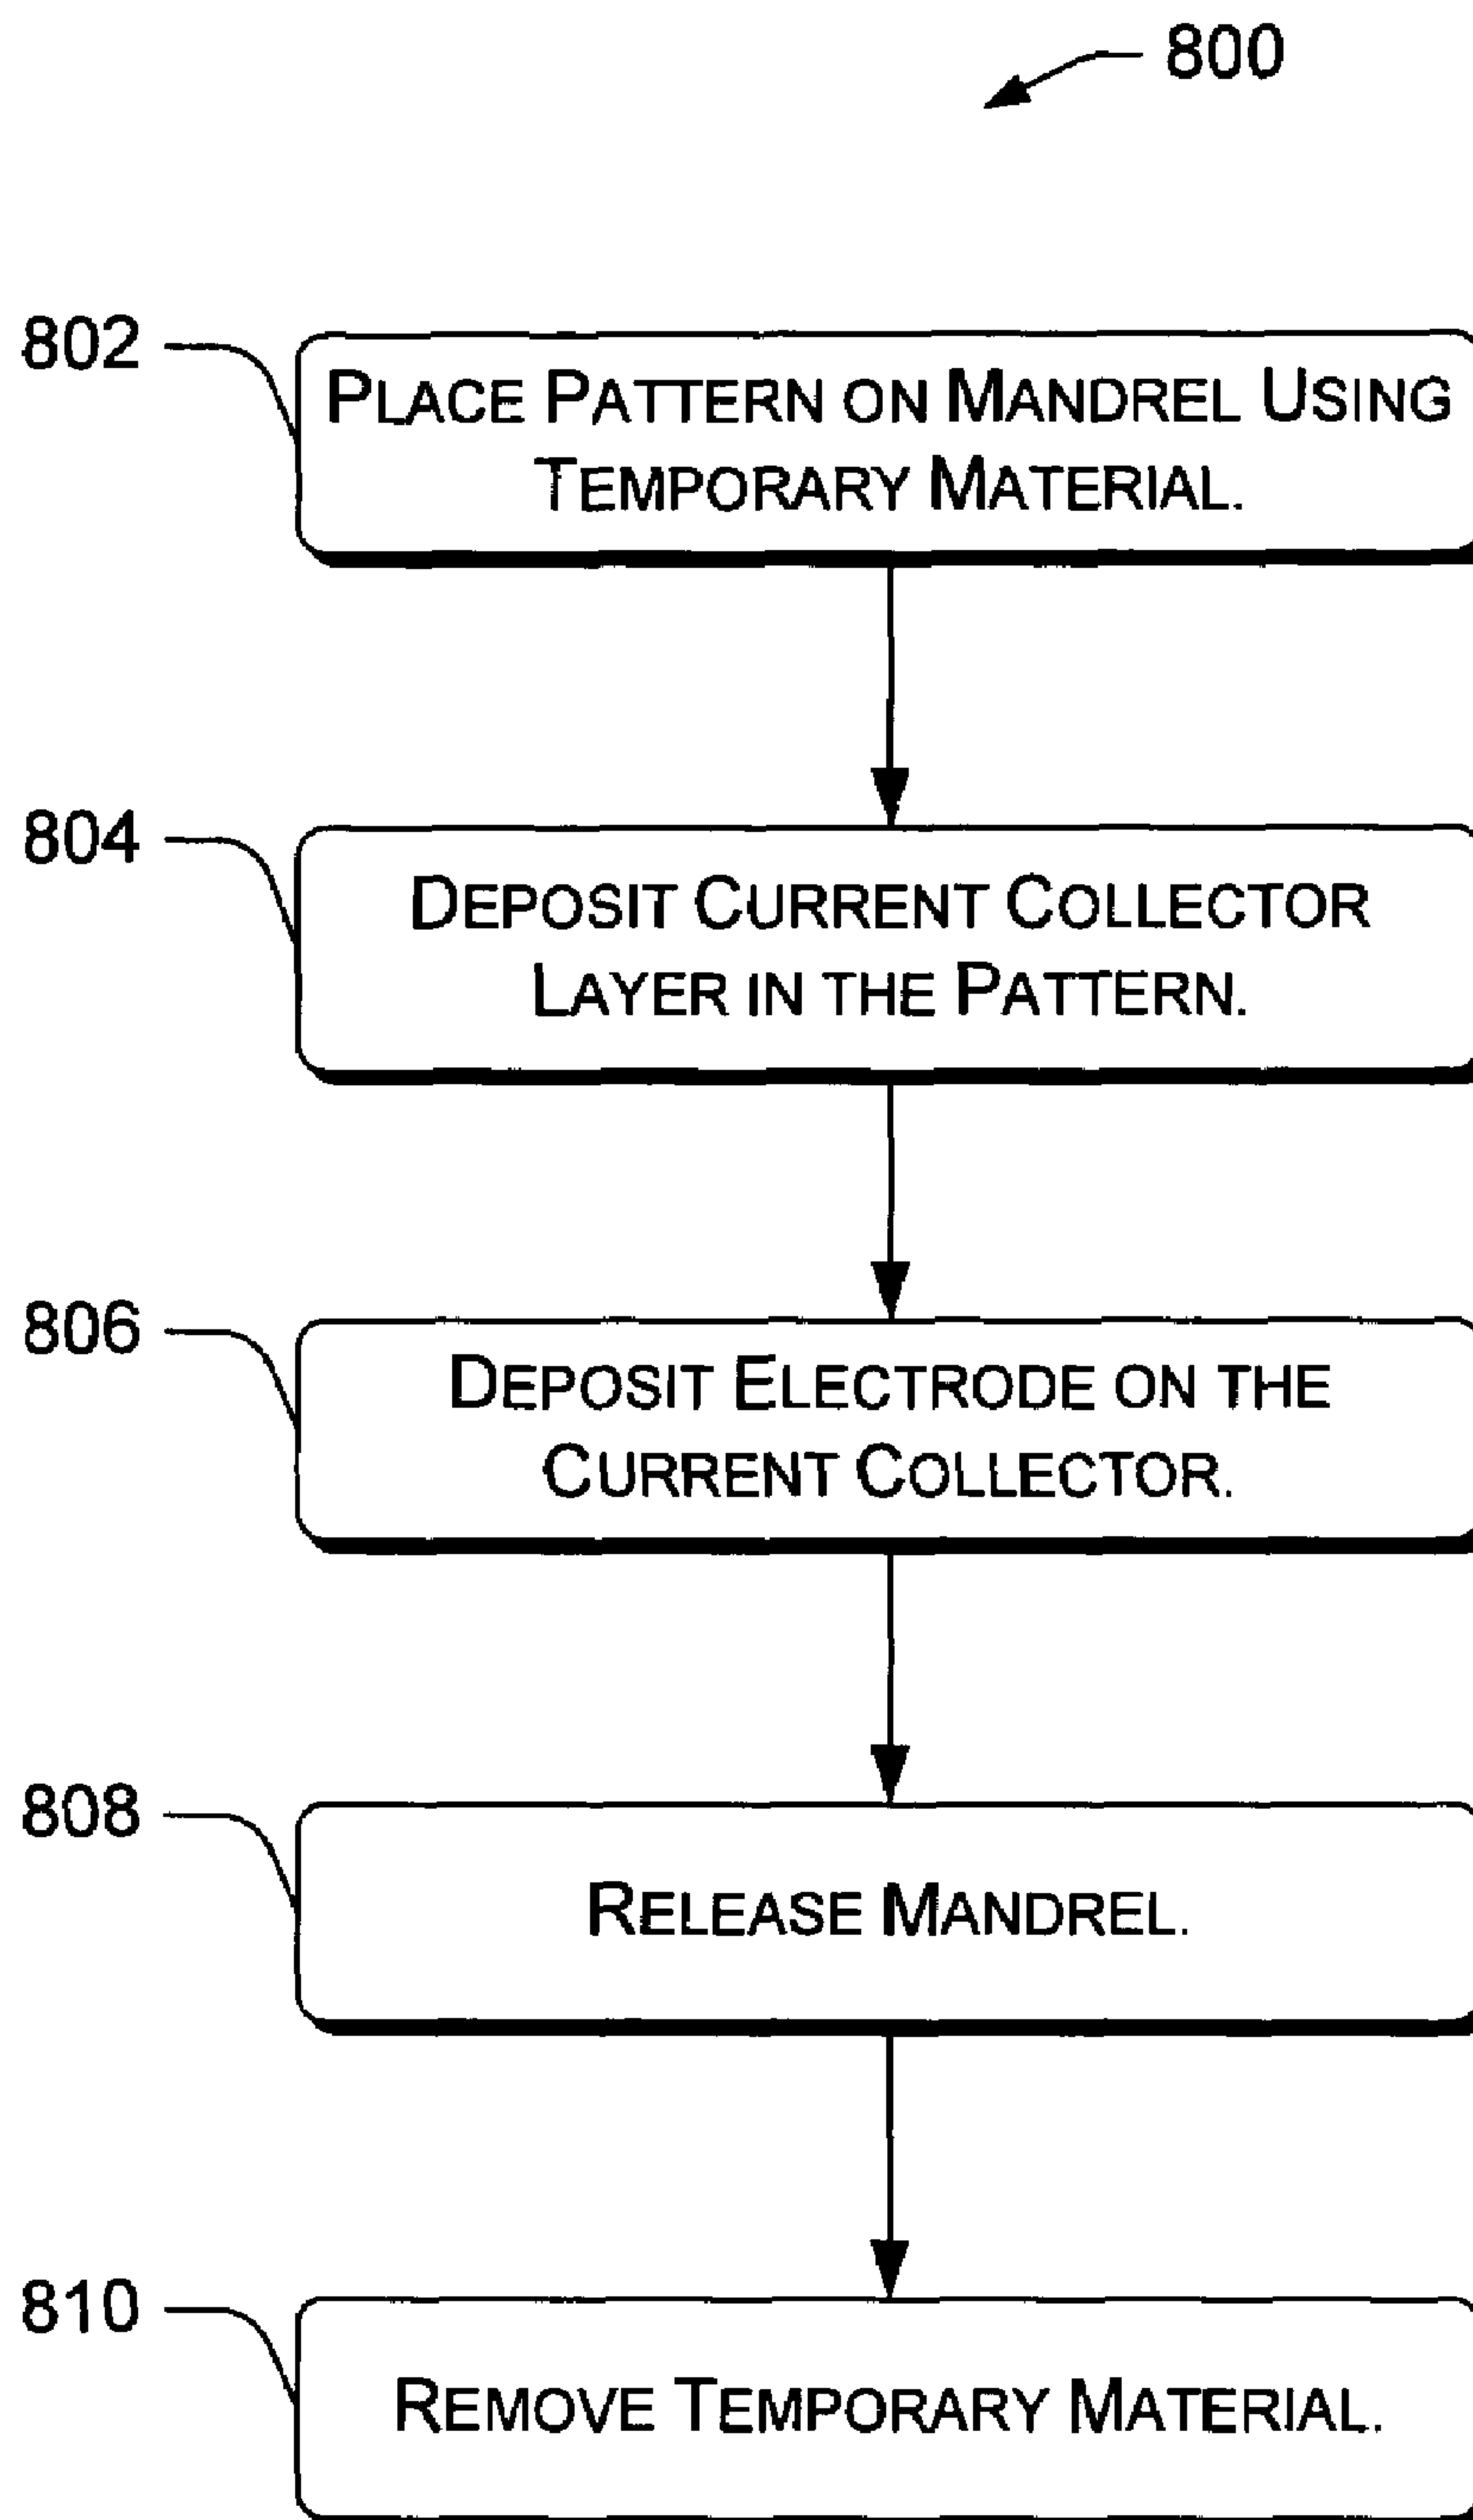 800
802
PLACE PATTERN ON MANDREL USING
TEMPORARY MATERIAL.
804
DEPOSIT CURRENT COLLECTOR
LAYER IN THE PATTERN.
806
DEPOSIT ELECTRODE ON THE
CURRENT COLLECTOR.
808
RELEASE MANDREL.
810
REMOVE TEMPORARY MATERIAL.